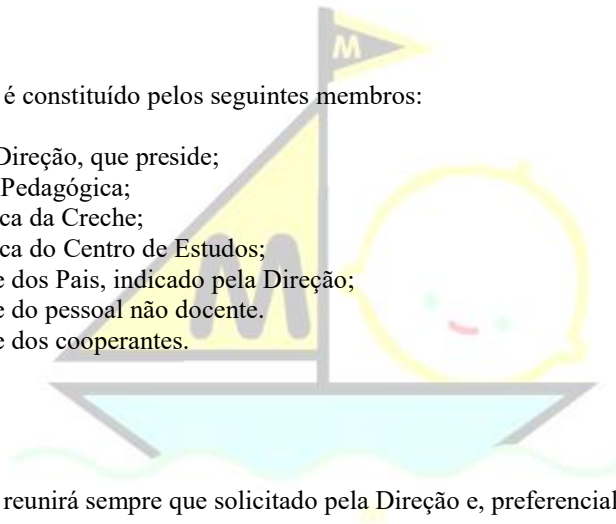 M
é constituído pelos seguintes membros:
Direção, que preside;
Pedagógica;
ca da Creche;
ca do Centro de Estudos;
e dos Pais, indicado pela Direção;
e do pessoal não docente.
e dos cooperantes.
M
reunirá sempre que solicitado pela Direção e, preferencial